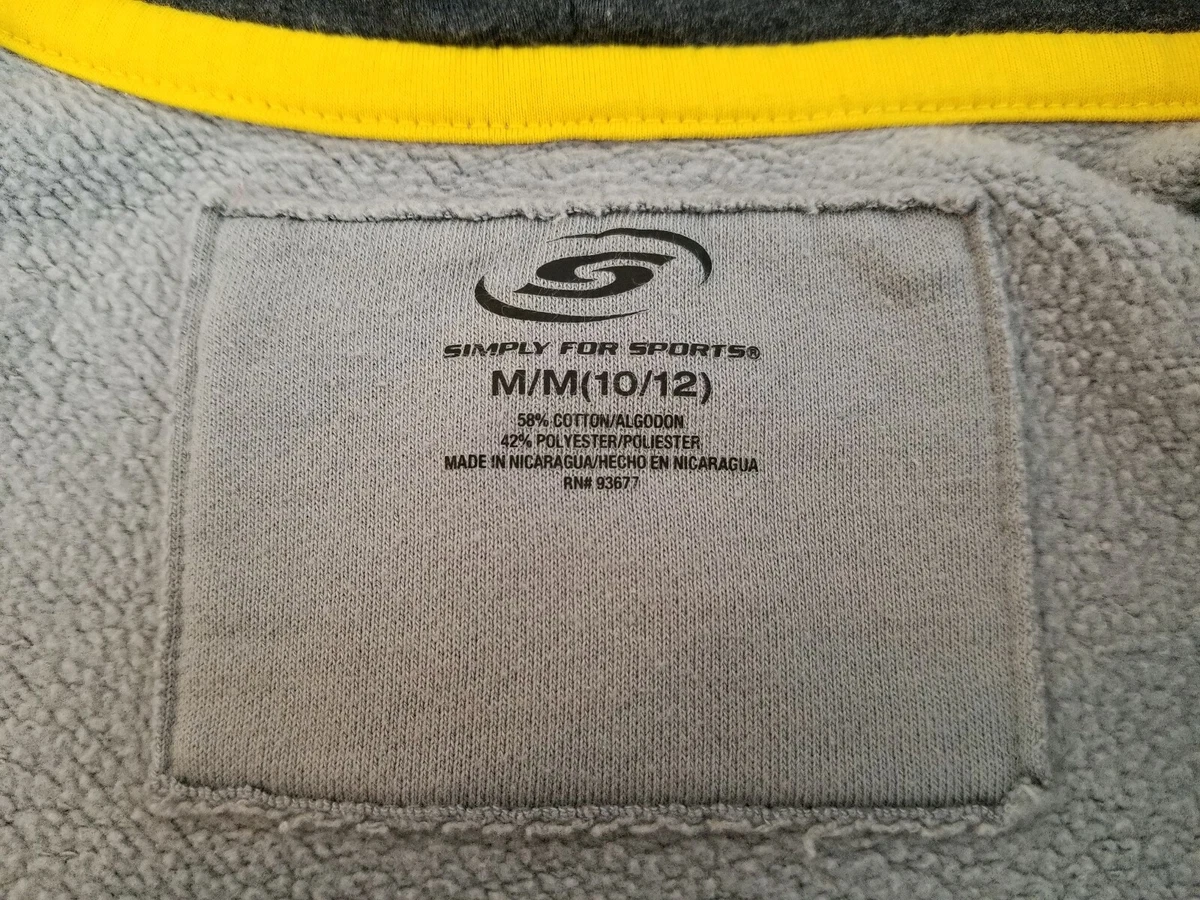 SIMPLY FOR SPORTS®
M/M(10/12)
58% COTTON/ALGODON
42% POLYESTER/POLIESTER
MADE IN NICARAGUA/HECHO EN NICARAGUA
RN# 93677